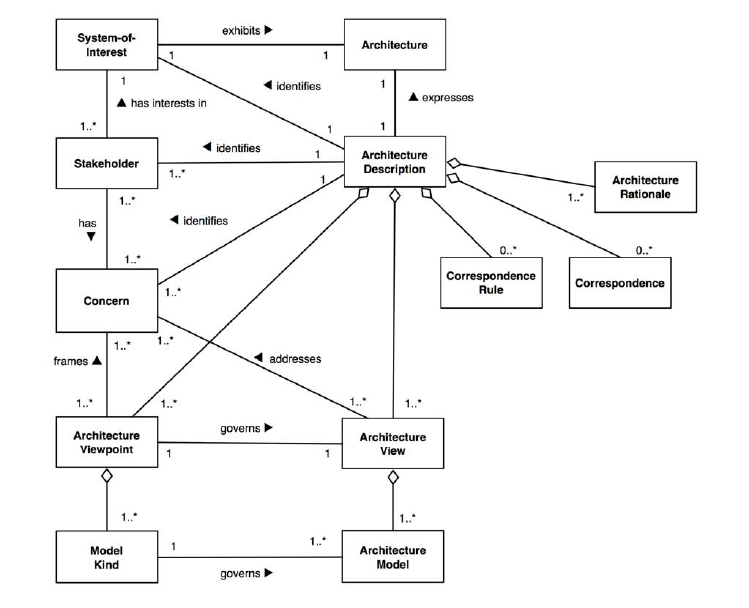 System-of-
Interest
exhibits ▶
1
1
Architecture
1
◀ identifies
1
▲ expresses
▲ has interests in
1
1
1..*
Stakeholder
◀ identifies
1
1..*
Architecture
Description
1
Architecture
Rationale
1..*
1..*
has
▼
◀ identifies
1..*
0..*
0..*
Concern
1..*
Correspondence
Rule
Correspondence
1..*
1..*
frames ▲
◀ addresses
1..*
1..*
1..*
1..*
Architecture
Viewpoint
governs ▶
1
1
Architecture
View
1..*
1..*
Model
Kind
1
1..*
governs ▶
Architecture
Model